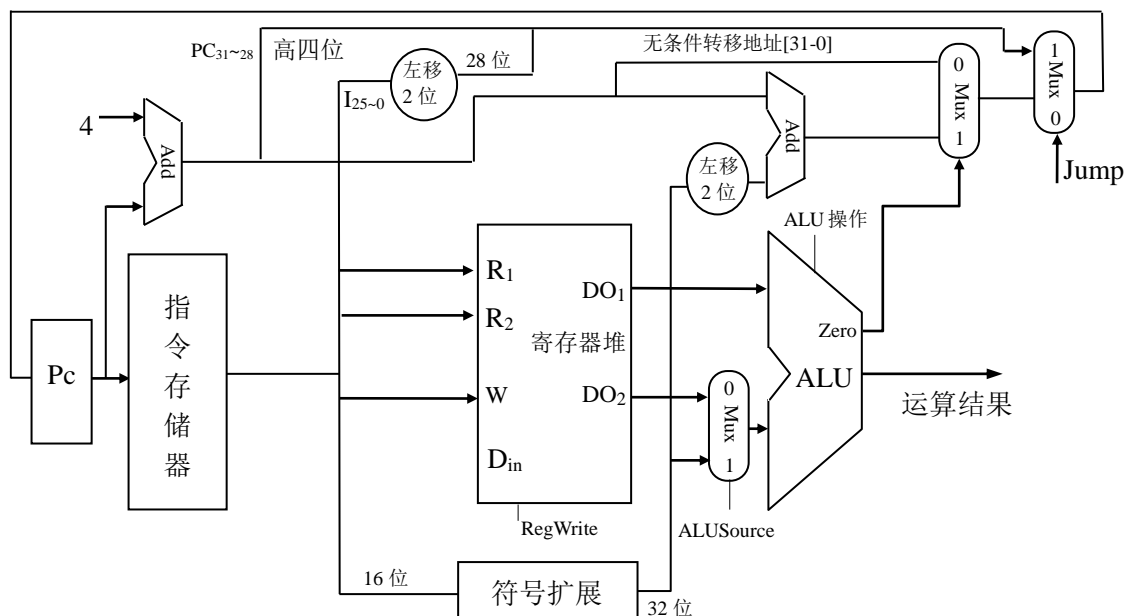 PC31~28 高四位
无条件转移地址[31-0]
28 位
左移
2 位
I25~0
4
Add
Add
左移
2 位
0
Mux
1
1
Mux
0
Jump
ALU 操作
指令存储器
Pc
R1
R2
W
Din
DO1
寄存器堆
DO2
RegWrite
0
Mux
1
ALUSource
Zero
ALU
运算结果
16 位
符号扩展
32 位